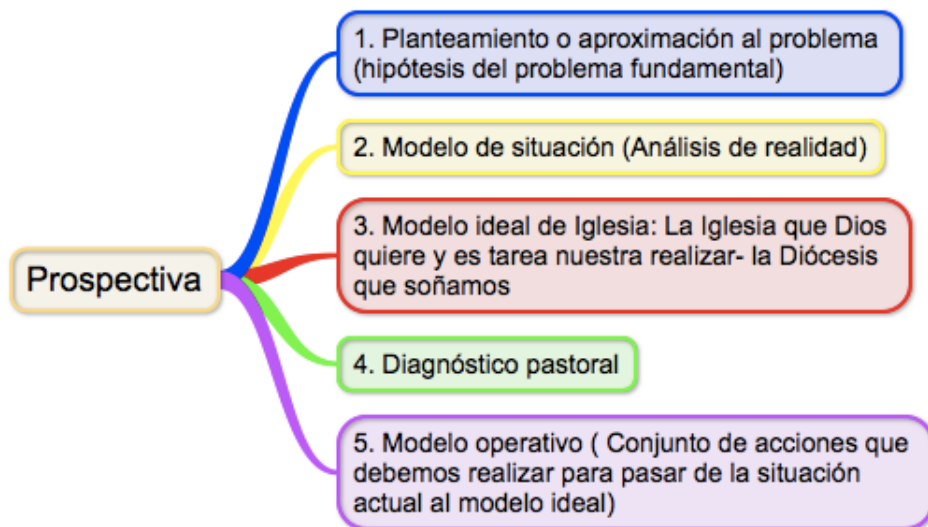 1. Planteamiento o aproximación al problema
(hipótesis del problema fundamental)
2. Modelo de situación (Análisis de realidad)
3. Modelo ideal de Iglesia: La Iglesia que Dios
quiere y es tarea nuestra realizar- la Diócesis
que soñamos
Prospectiva
4. Diagnóstico pastoral
5. Modelo operativo ( Conjunto de acciones que
debemos realizar para pasar de la situación
actual al modelo ideal)